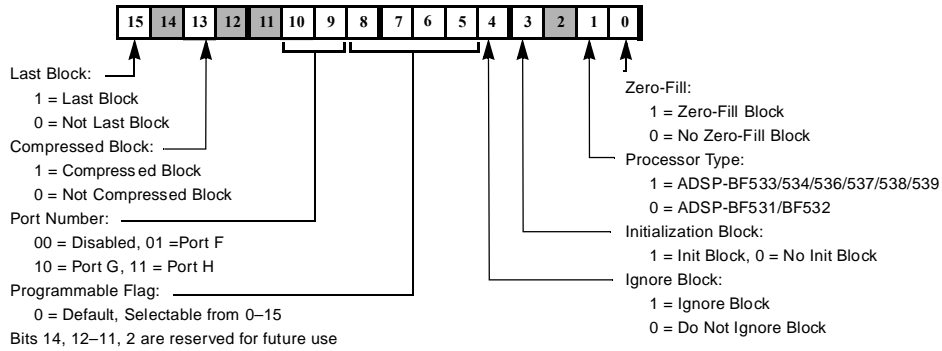 15 14 13 12 11 10 9 8 7 6 5 4 3 2 1 0
Last Block:
1 = Last Block
0 = Not Last Block
Compressed Block:
1 = Compressed Block
0 = Not Compressed Block
Port Number:
00 = Disabled, 01 =Port F
10 = Port G, 11 = Port H
Programmable Flag:
0 = Default, Selectable from 0–15
Bits 14, 12–11, 2 are reserved for future use
Zero-Fill:
1 = Zero-Fill Block
0 = No Zero-Fill Block
Processor Type:
1 = ADSP-BF533/534/536/537/538/539
0 = ADSP-BF531/BF532
Initialization Block:
1 = Init Block, 0 = No Init Block
Ignore Block:
1 = Ignore Block
0 = Do Not Ignore Block